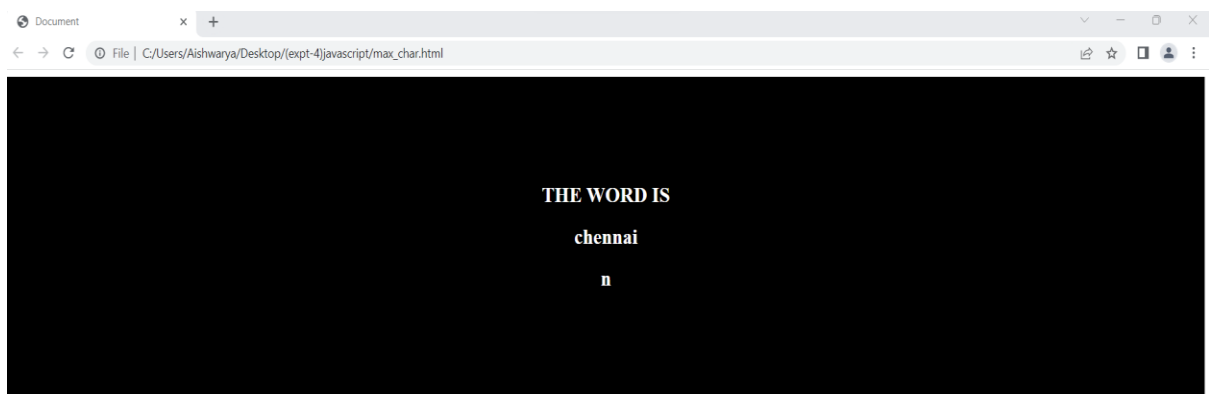 Document
File | C:/Users/Aishwarya/Desktop/(expt-4)javascript/max_char.html
THE WORD IS
chennai
n